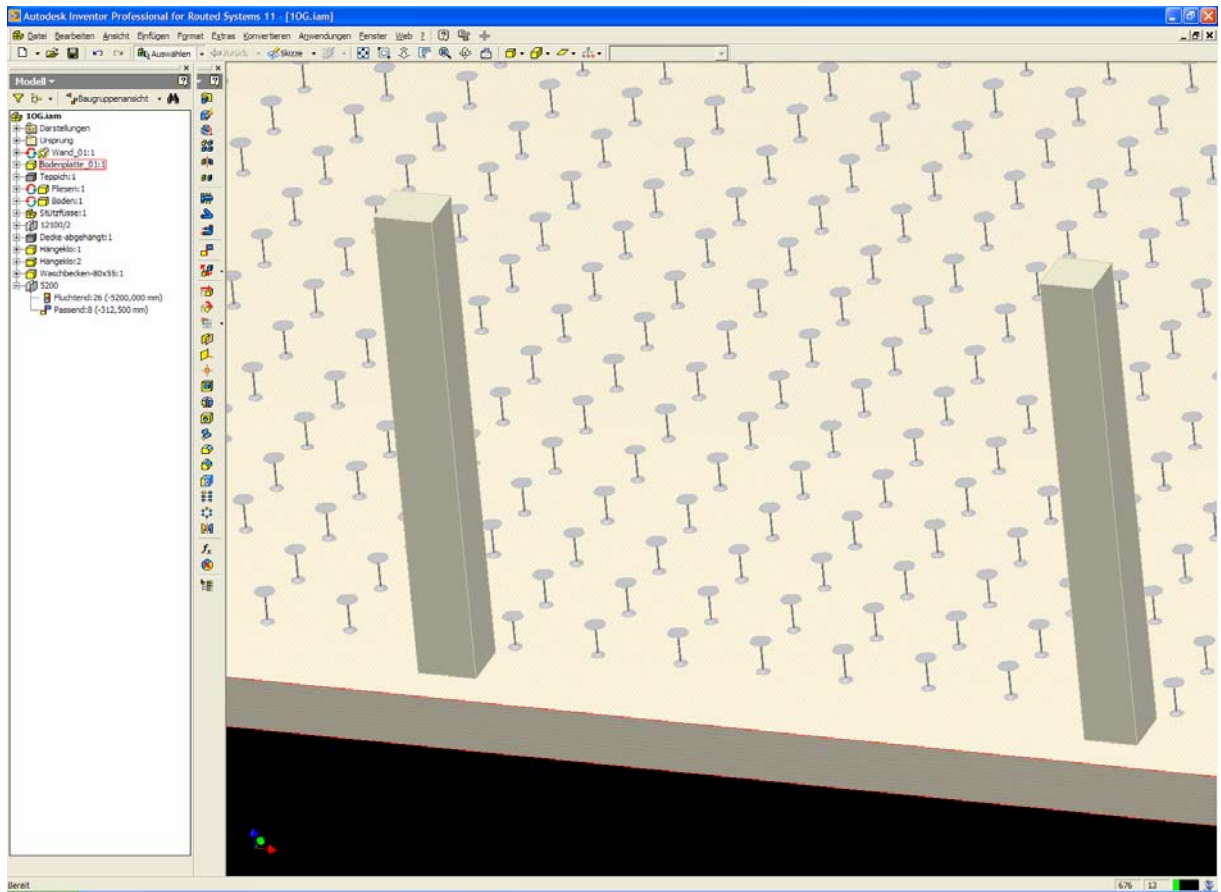 Autodesk Inventor Professional for Routed Systems 11 - [1OG.iam]
Datei Bearbeiten Ansicht Einfügen Format Extras Konvertieren Anwendungen Fenster Web ?
Auswählen Zurück Skizze
Modell
Baugruppenansicht
1OG.iam
Darstellungen
Ursprung
Wand_01:1
Bodenplatte_01:1
Teppich:1
Fliesen:1
Boden:1
Stützfüsse:1
12100/2
Decke-abgehängt:1
Hängeklo:1
Hängeklo:2
Waschbecken-80x55:1
5200
Fluchtend:26 (-5200,000 mm)
Passend:8 (-312,500 mm)
fx
Bereit
676 13